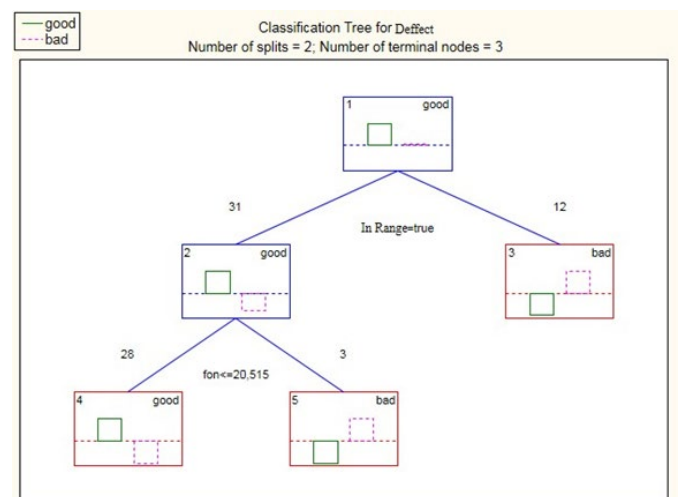 good
bad
Classification Tree for Deffect
Number of splits = 2; Number of terminal nodes = 3
1 good
31
12
In Range=true
2 good
3 bad
28
3
fon<=20,515
4 good
5 bad